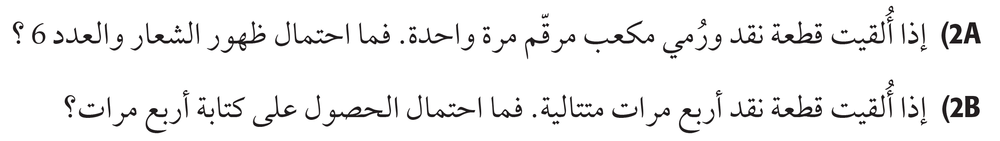 2A) إذا أُلقيت قطعة نقد ورُمي مكعب مرقّم مرة واحدة. فما احتمال ظهور الشعار والعدد 6 ؟
2B) إذا أُلقيت قطعة نقد أربع مرات متتالية. فما احتمال الحصول على كتابة أربع مرات؟